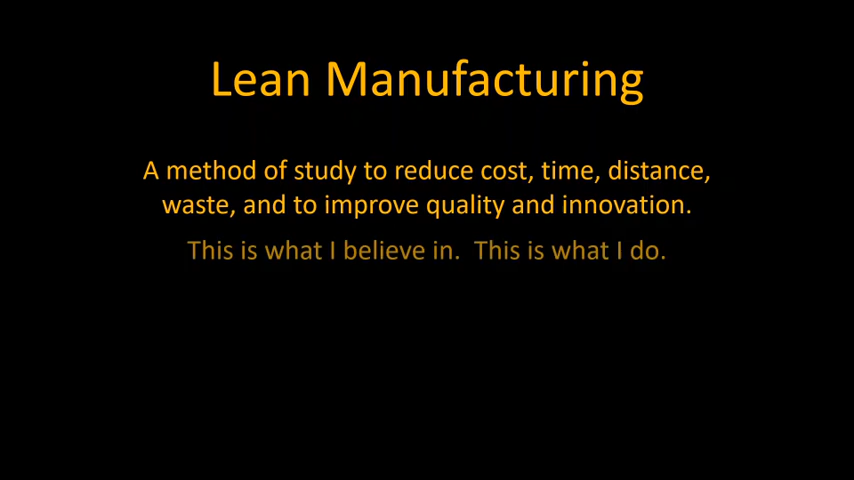 Lean Manufacturing
A method of study to reduce cost, time, distance,
waste, and to improve quality and innovation.
This is what I believe in.  This is what I do.